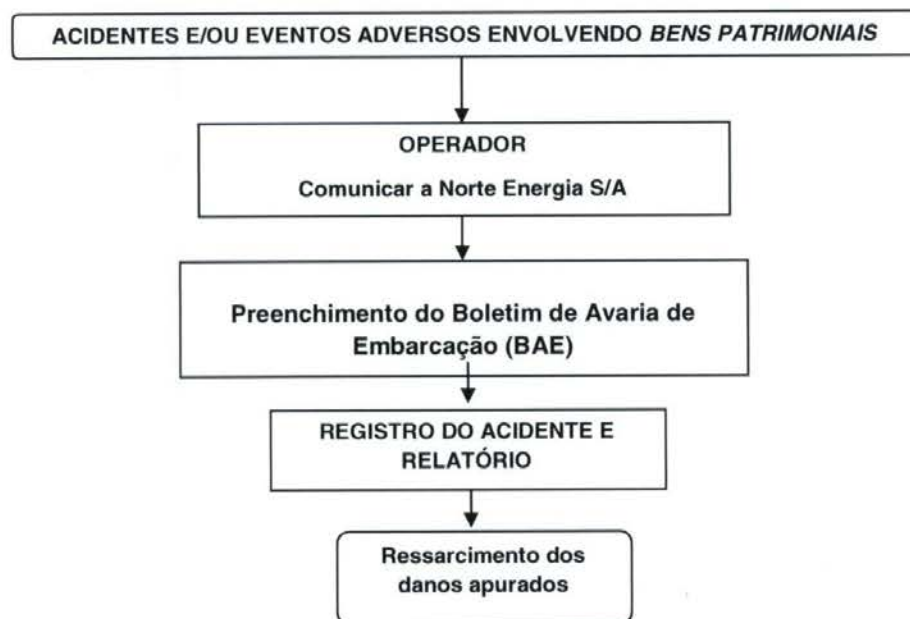 ACIDENTES E/OU EVENTOS ADVERSOS ENVOLVENDO BENS PATRIMONIAIS
OPERADOR
Comunicar a Norte Energia S/A
Preenchimento do Boletim de Avaria de
Embarcação (BAE)
REGISTRO DO ACIDENTE E
RELATÓRIO
Ressarcimento dos
danos apurados